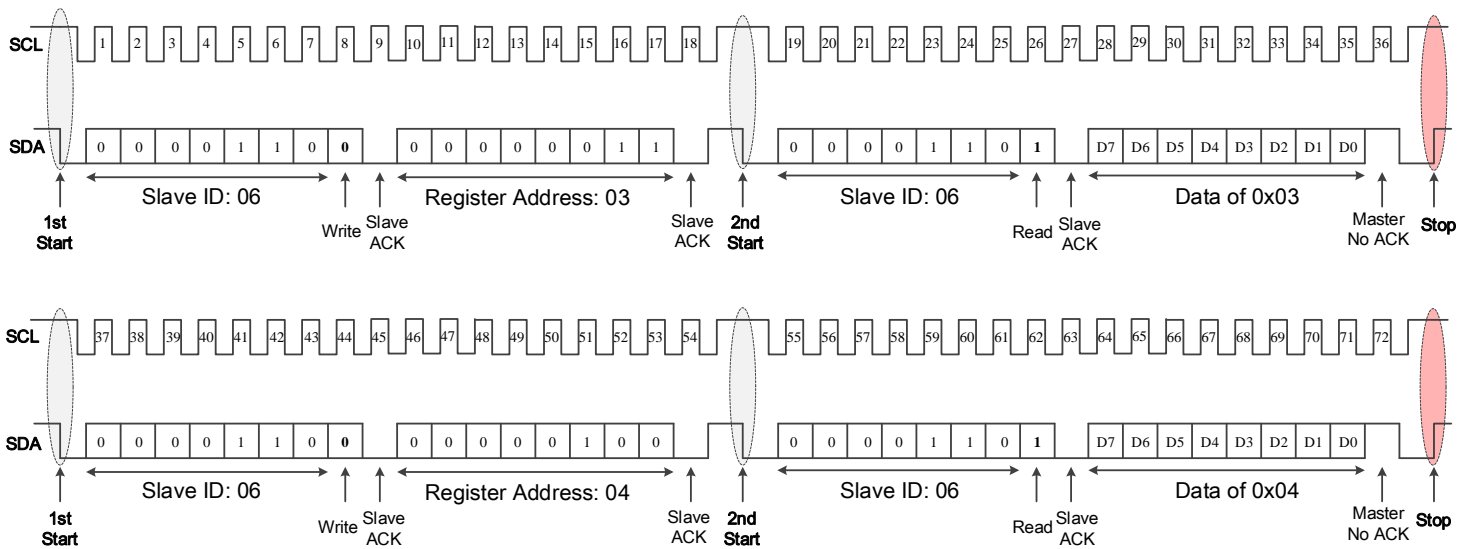 SCL 1 2 3 4 5 6 7 8 9 10 11 12 13 14 15 16 17 18 19 20 21 22 23 24 25 26 27 28 29 30 31 32 33 34 35 36
SDA 0 0 0 0 1 1 0 0 0 0 0 0 0 0 1 1 0 0 0 0 1 1 0 1 D7 D6 D5 D4 D3 D2 D1 D0
Slave ID: 06 Register Address: 03 Slave ID: 06 Data of 0x03
1st Start Write Slave ACK Slave ACK 2nd Start Read Slave ACK Master No ACK Stop
SCL 37 38 39 40 41 42 43 44 45 46 47 48 49 50 51 52 53 54 55 56 57 58 59 60 61 62 63 64 65 66 67 68 69 70 71 72
SDA 0 0 0 0 1 1 0 0 0 0 0 0 0 1 0 0 0 0 0 0 1 1 0 1 D7 D6 D5 D4 D3 D2 D1 D0
Slave ID: 06 Register Address: 04 Slave ID: 06 Data of 0x04
1st Start Write Slave ACK Slave ACK 2nd Start Read Slave ACK Master No ACK Stop